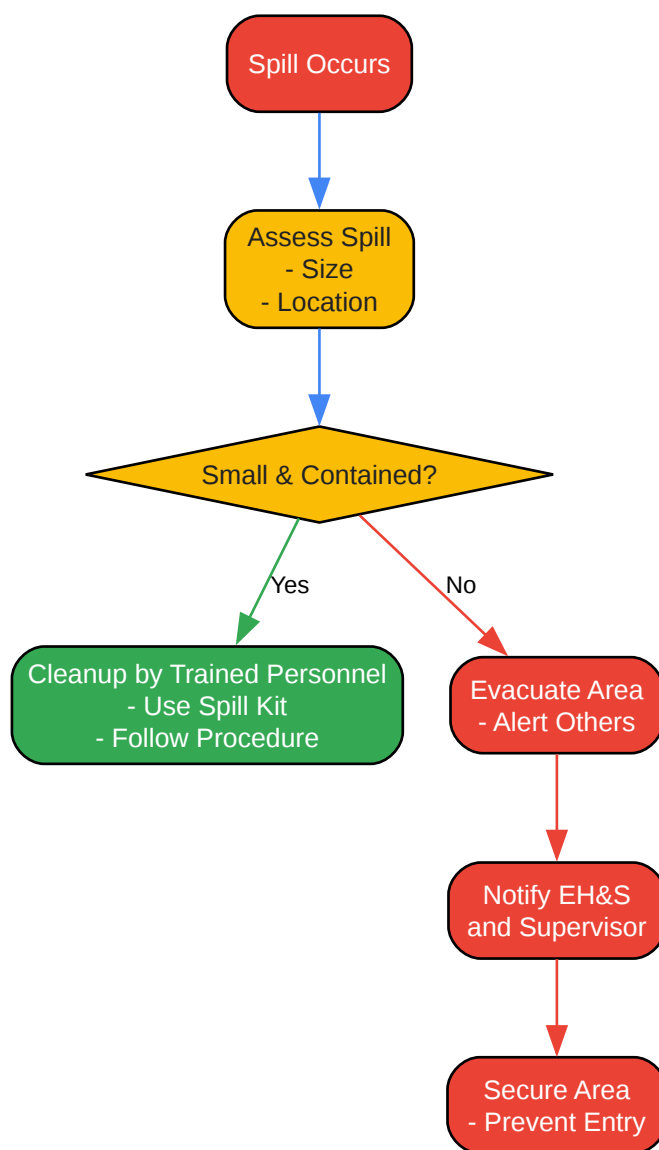 Spill Occurs
Assess Spill
- Size
- Location
Small & Contained?
Yes
No
Cleanup by Trained Personnel
- Use Spill Kit
- Follow Procedure
Evacuate Area
- Alert Others
Notify EH&S
and Supervisor
Secure Area
- Prevent Entry